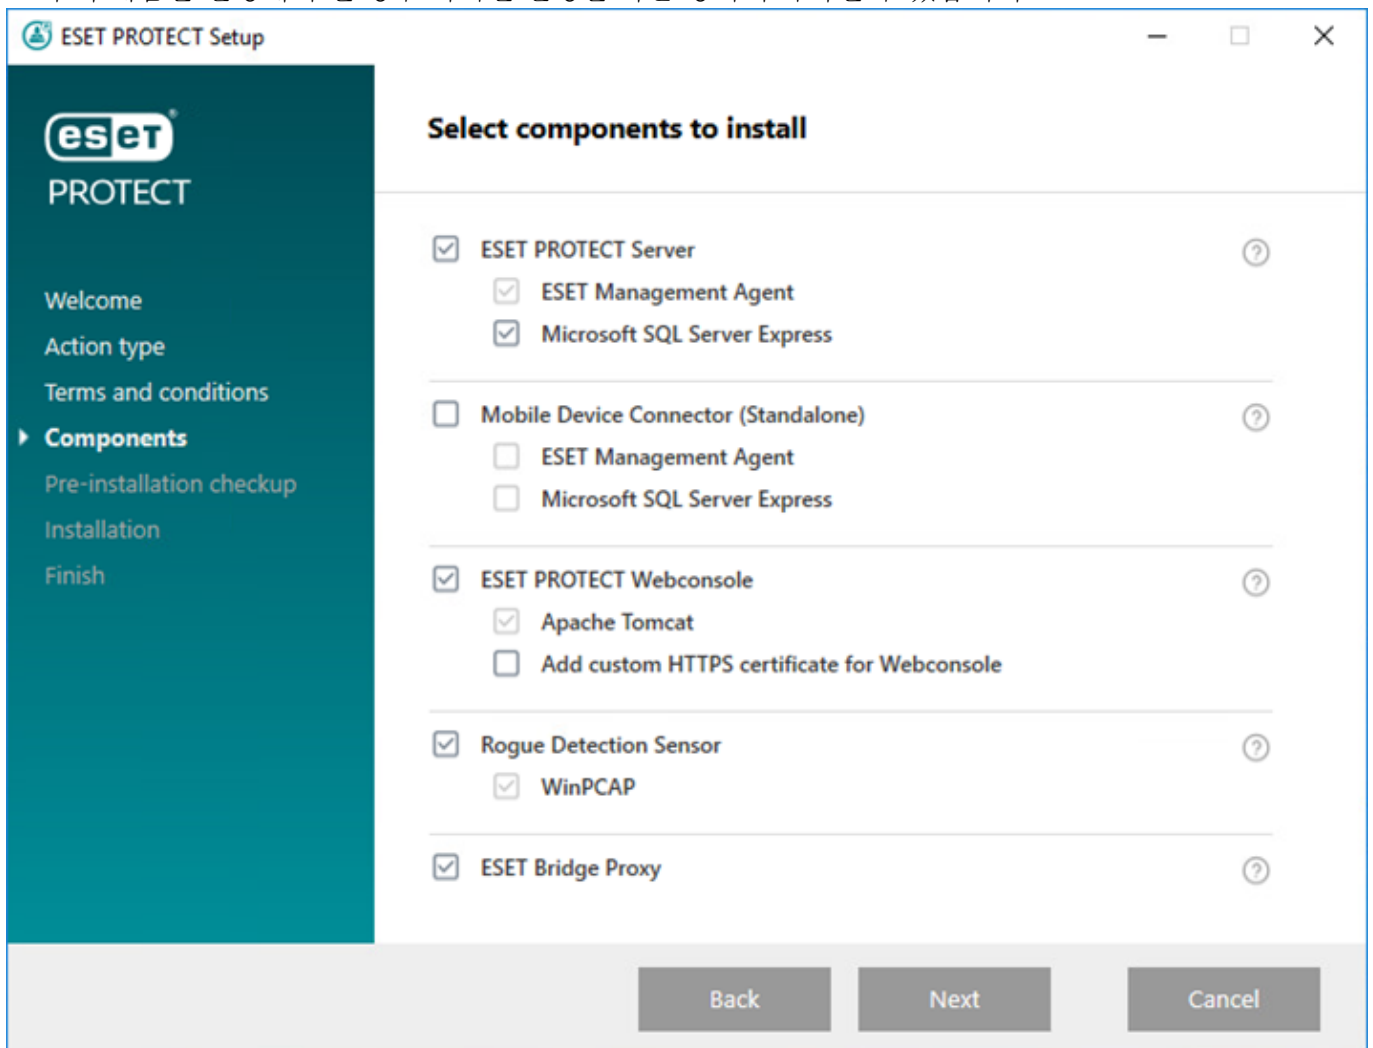 ESET PROTECT Setup
eset
PROTECT
Select components to install
Welcome
Action type
Terms and conditions
Components
Pre-installation checkup
Installation
Finish
ESET PROTECT Server
ESET Management Agent
Microsoft SQL Server Express
Mobile Device Connector (Standalone)
ESET Management Agent
Microsoft SQL Server Express
ESET PROTECT Webconsole
Apache Tomcat
Add custom HTTPS certificate for Webconsole
Rogue Detection Sensor
WinPCAP
ESET Bridge Proxy
Back
Next
Cancel